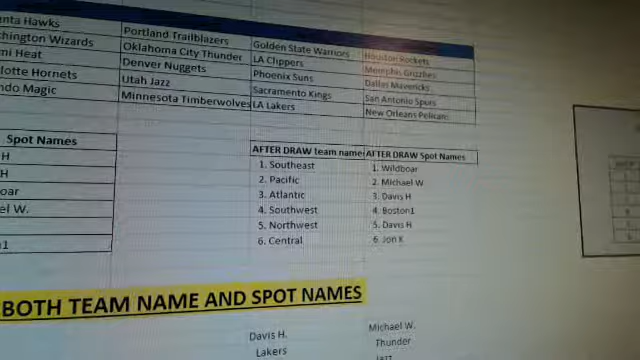 nta Hawks Portland Trailblazers Golden State Warriors Houston Rockets
hington Wizards Oklahoma City Thunder LA Clippers Memphis Grizzlies
mi Heat Denver Nuggets Phoenix Suns Dallas Mavericks
lotte Hornets Utah Jazz Sacramento Kings San Antonio Spurs
ndo Magic Minnesota Timberwolves LA Lakers New Orleans Pelican
Spot Names
H
H
oar
el W.
1
AFTER DRAW team name AFTER DRAW Spot Names
1. Southeast 1. Wildboar
2. Pacific 2. Michael W
3. Atlantic 3. Davis H
4. Southwest 4. Boston1
5. Northwest 5. Davis H
6. Central 6. Jon K
BOTH TEAM NAME AND SPOT NAMES
Davis H. Michael W.
Lakers Thunder
Jazz